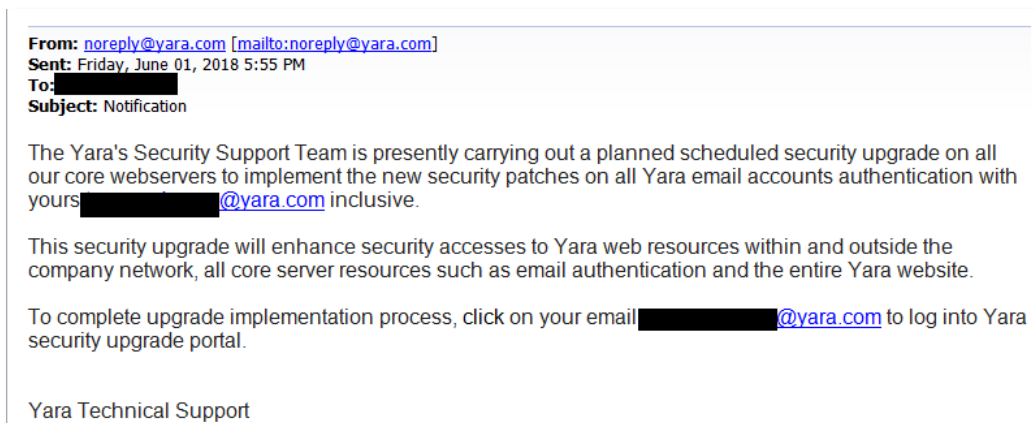 From: noreply@yara.com [mailto:noreply@yara.com]
Sent: Friday, June 01, 2018 5:55 PM
To:
Subject: Notification
The Yara's Security Support Team is presently carrying out a planned scheduled security upgrade on all
our core webservers to implement the new security patches on all Yara email accounts authentication with
yours @yara.com inclusive.
This security upgrade will enhance security accesses to Yara web resources within and outside the
company network, all core server resources such as email authentication and the entire Yara website.
To complete upgrade implementation process, click on your email @yara.com to log into Yara
security upgrade portal.
Yara Technical Support